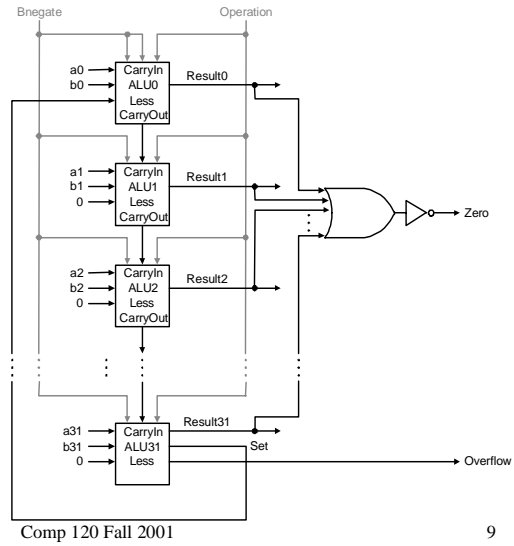 Bnegate Operation
a0 CarryIn Result0
b0 ALU0
Less
CarryOut
a1 CarryIn Result1
b1 ALU1
0 Less
CarryOut
Zero
a2 CarryIn Result2
b2 ALU2
0 Less
CarryOut
a31 CarryIn Result31
b31 ALU31 Set
0 Less Overflow
Comp 120 Fall 2001 9